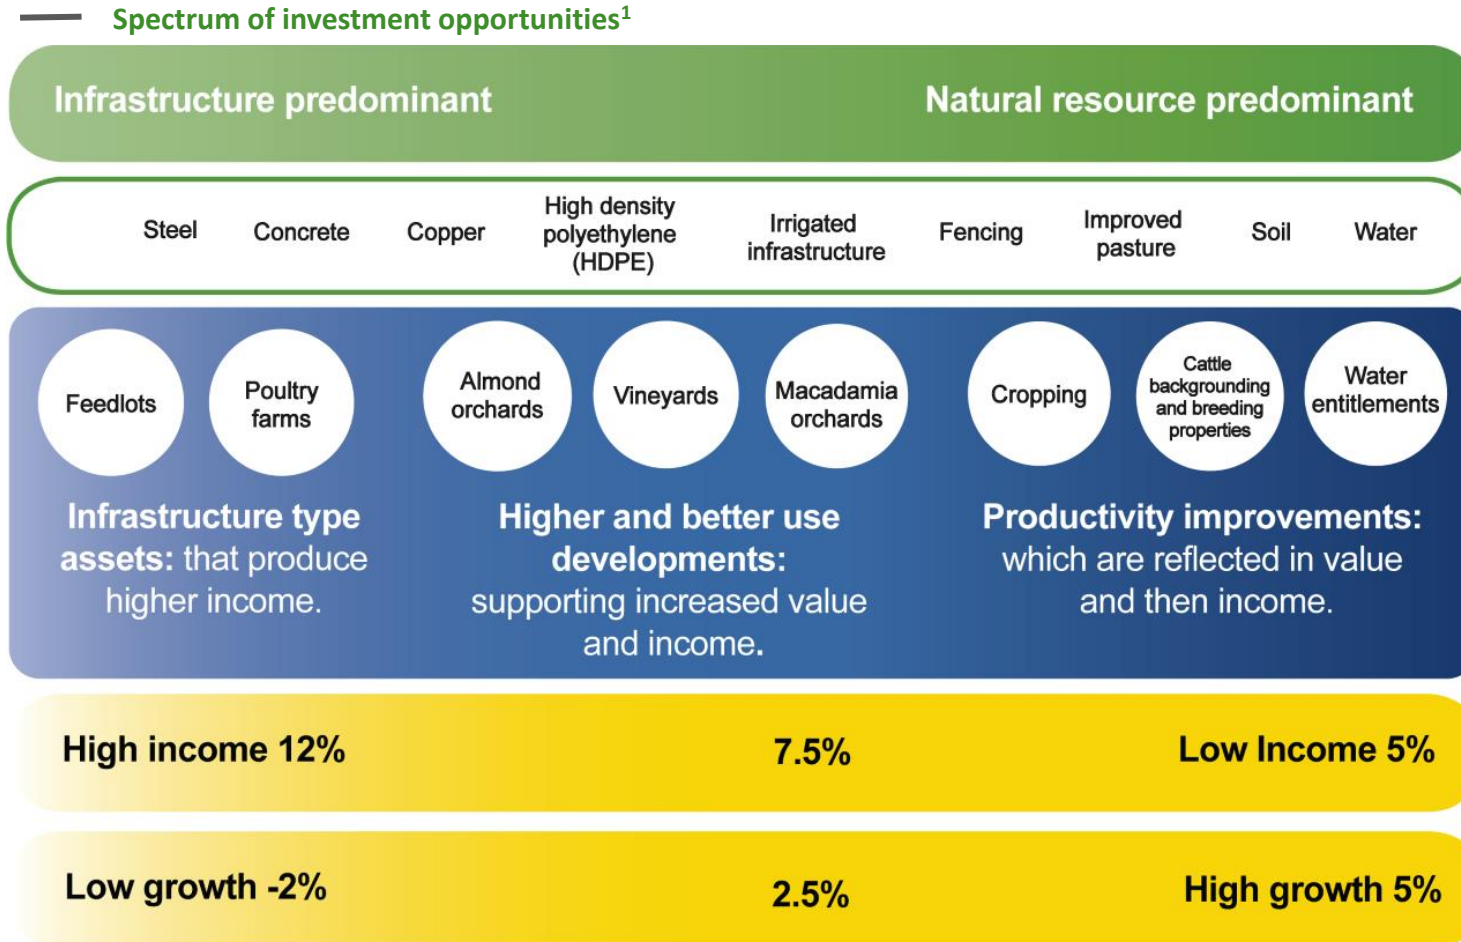 Spectrum of investment opportunities¹
Infrastructure predominant
Natural resource predominant
Steel
Concrete
Copper
High density
polyethylene
(HDPE)
Irrigated
infrastructure
Fencing
Improved
pasture
Soil
Water
Feedlots
Poultry
farms
Almond
orchards
Vineyards
Macadamia
orchards
Cropping
Cattle
backgrounding
and breeding
properties
Water
entitlements
Infrastructure type
assets: that produce
higher income.
Higher and better use
developments:
supporting increased value
and income.
Productivity improvements:
which are reflected in value
and then income.
High income 12%
7.5%
Low Income 5%
Low growth -2%
2.5%
High growth 5%